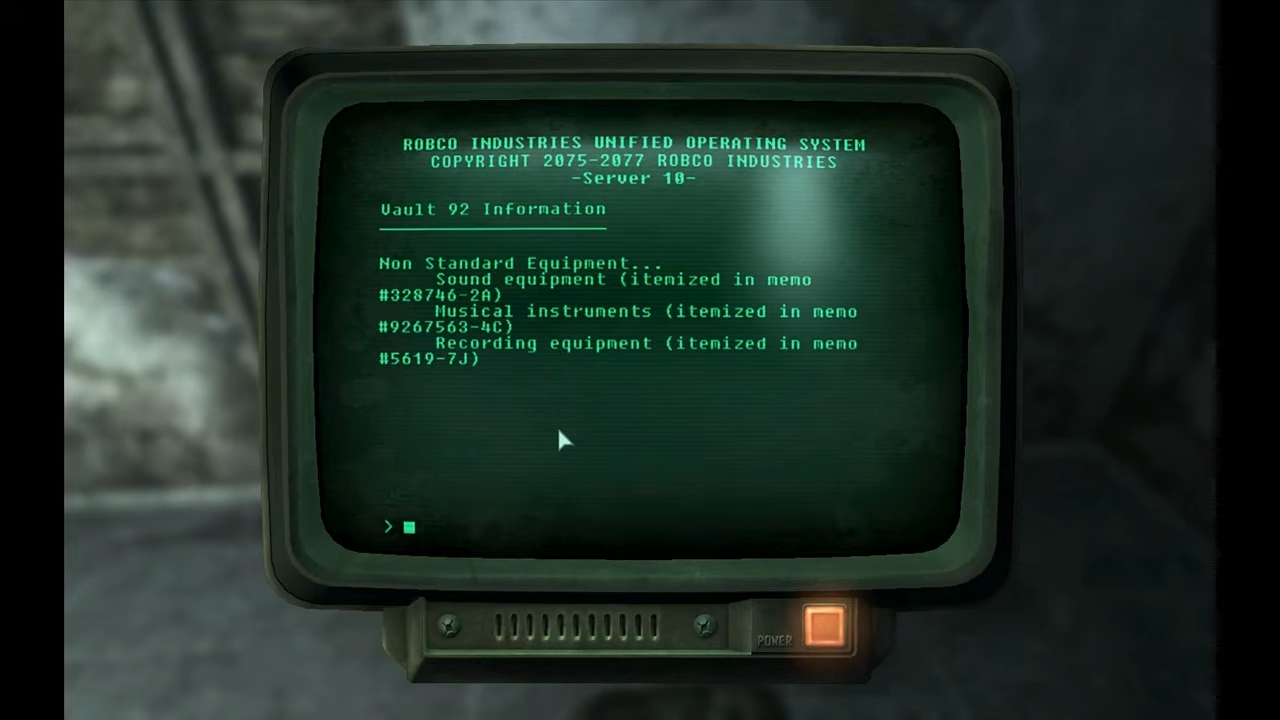 ROBCO INDUSTRIES UNIFIED OPERATING SYSTEM
COPYRIGHT 2075-2077 ROBCO INDUSTRIES
-Server 10-
Vault 92 Information
Non Standard Equipment...
Sound equipment (itemized in memo
#328746-2A)
Musical instruments (itemized in memo
#9267563-4C)
Recording equipment (itemized in memo
#5619-7J)
>
POWER